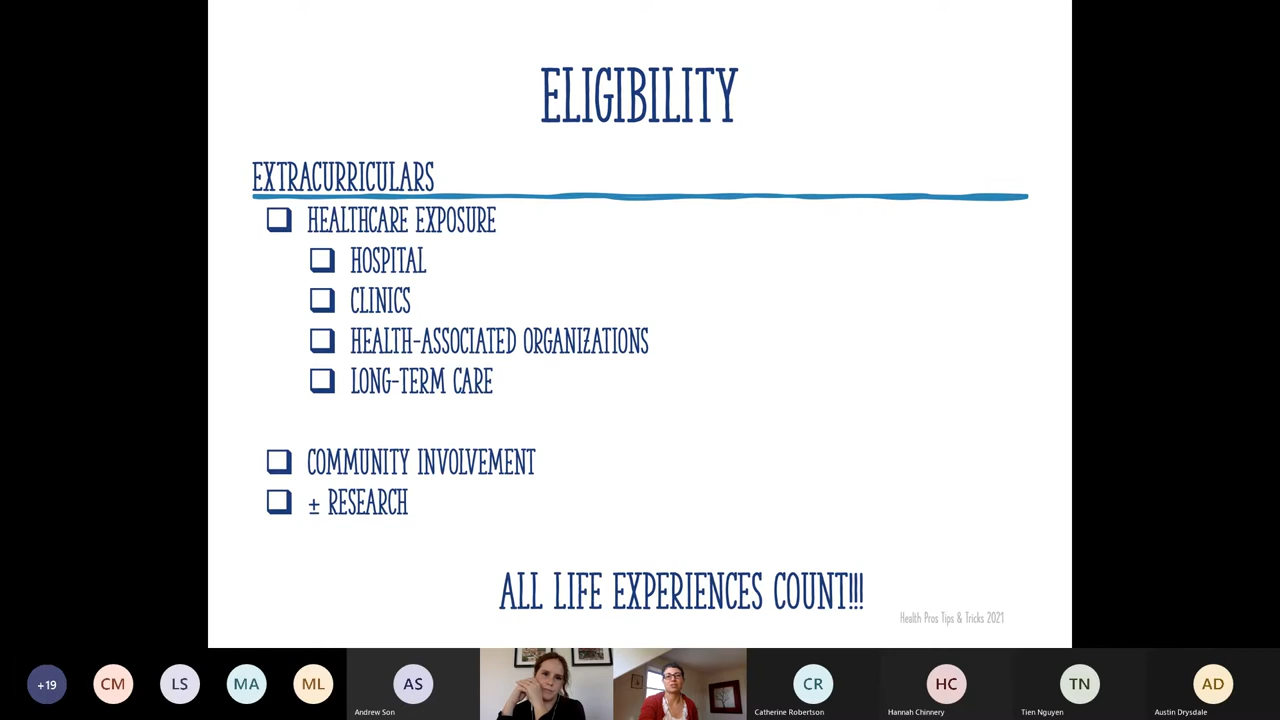 ELIGIBILITY
EXTRACURRICULARS
HEALTHCARE EXPOSURE
HOSPITAL
CLINICS
HEALTH-ASSOCIATED ORGANIZATIONS
LONG-TERM CARE
COMMUNITY INVOLVEMENT
± RESEARCH
ALL LIFE EXPERIENCES COUNT!!!
Health Pros Tips & Tricks 2021
+19
CM
LS
MA
ML
AS
CR
HC
TN
AD
Andrew Son
Catherine Robertson
Hannah Chinnery
Tien Nguyen
Austin Drysdale